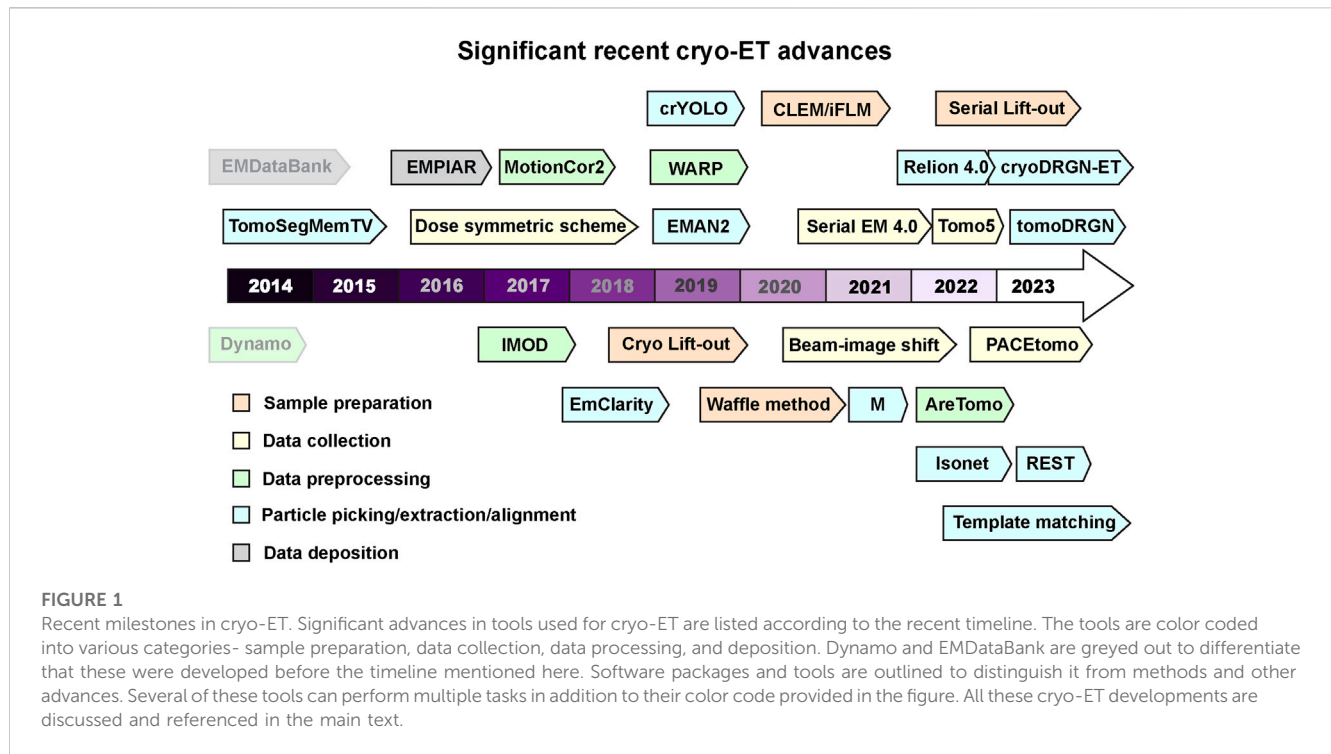 Significant recent cryo-ET advances
crYOLO CLEM/iFLM Serial Lift-out
EMDataBank EMPIAR MotionCor2 WARP Relion 4.0 cryoDRGN-ET
TomoSegMemTV Dose symmetric scheme EMAN2 Serial EM 4.0 Tomo5 tomoDRGN
2014 2015 2016 2017 2018 2019 2020 2021 2022 2023
Dynamo IMOD Cryo Lift-out Beam-image shift PACEtomo
EmClarity Waffle method M AreTomo
Isonet REST
Template matching
Sample preparation
Data collection
Data preprocessing
Particle picking/extraction/alignment
Data deposition
FIGURE 1
Recent milestones in cryo-ET. Significant advances in tools used for cryo-ET are listed according to the recent timeline. The tools are color coded
into various categories- sample preparation, data collection, data processing, and deposition. Dynamo and EMDataBank are greyed out to differentiate
that these were developed before the timeline mentioned here. Software packages and tools are outlined to distinguish it from methods and other
advances. Several of these tools can perform multiple tasks in addition to their color code provided in the figure. All these cryo-ET developments are
discussed and referenced in the main text.